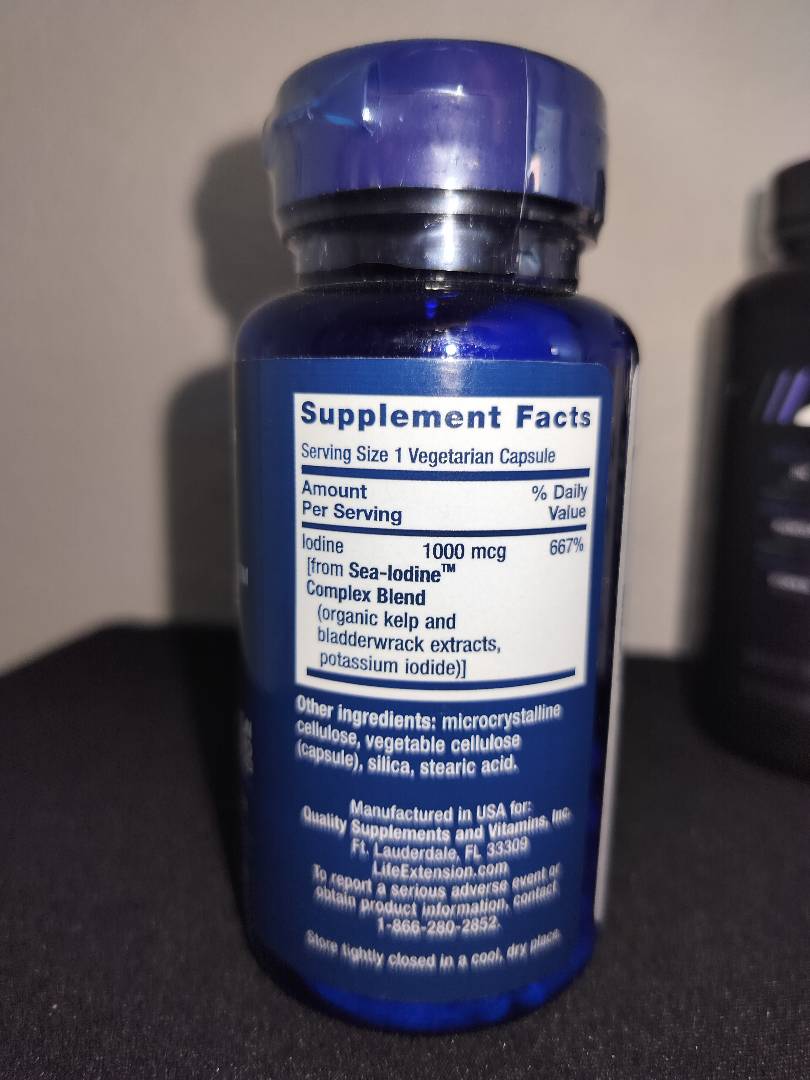 Supplement Facts
Serving Size 1 Vegetarian Capsule
Amount % Daily
Per Serving Value
Iodine 1000 mcg 667%
[from Sea-Iodine™
Complex Blend
(organic kelp and
bladderwrack extracts,
potassium iodide)]
Other ingredients: microcrystalline
cellulose, vegetable cellulose
(capsule), silica, stearic acid.
Manufactured in USA for:
Quality Supplements and Vitamins, Inc.
Ft. Lauderdale, FL 33309
LifeExtension.com
To report a serious adverse event or
obtain product information, contact
1-866-280-2852.
Store tightly closed in a cool, dry place.